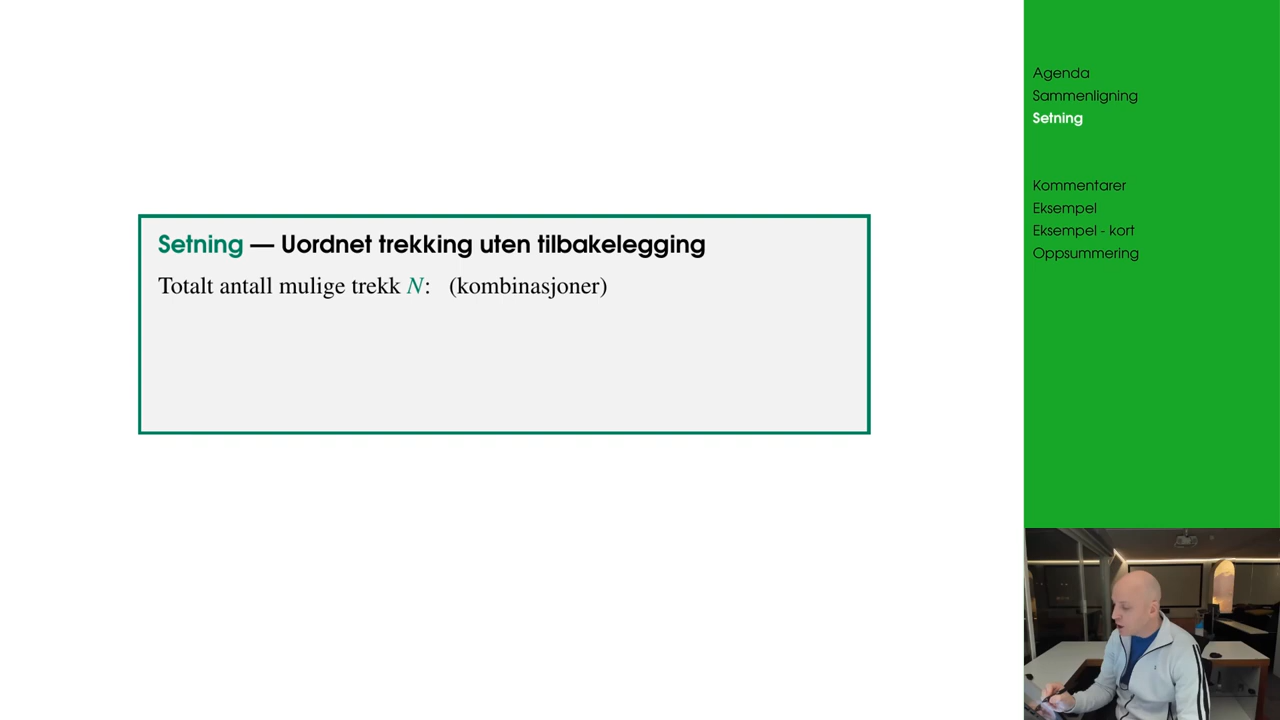 Setning — Uordnet trekking uten tilbakelegging
Totalt antall mulige trekk N: (kombinasjoner)
Agenda
Sammenligning
Setning
Kommentarer
Eksempel
Eksempel - kort
Oppsummering